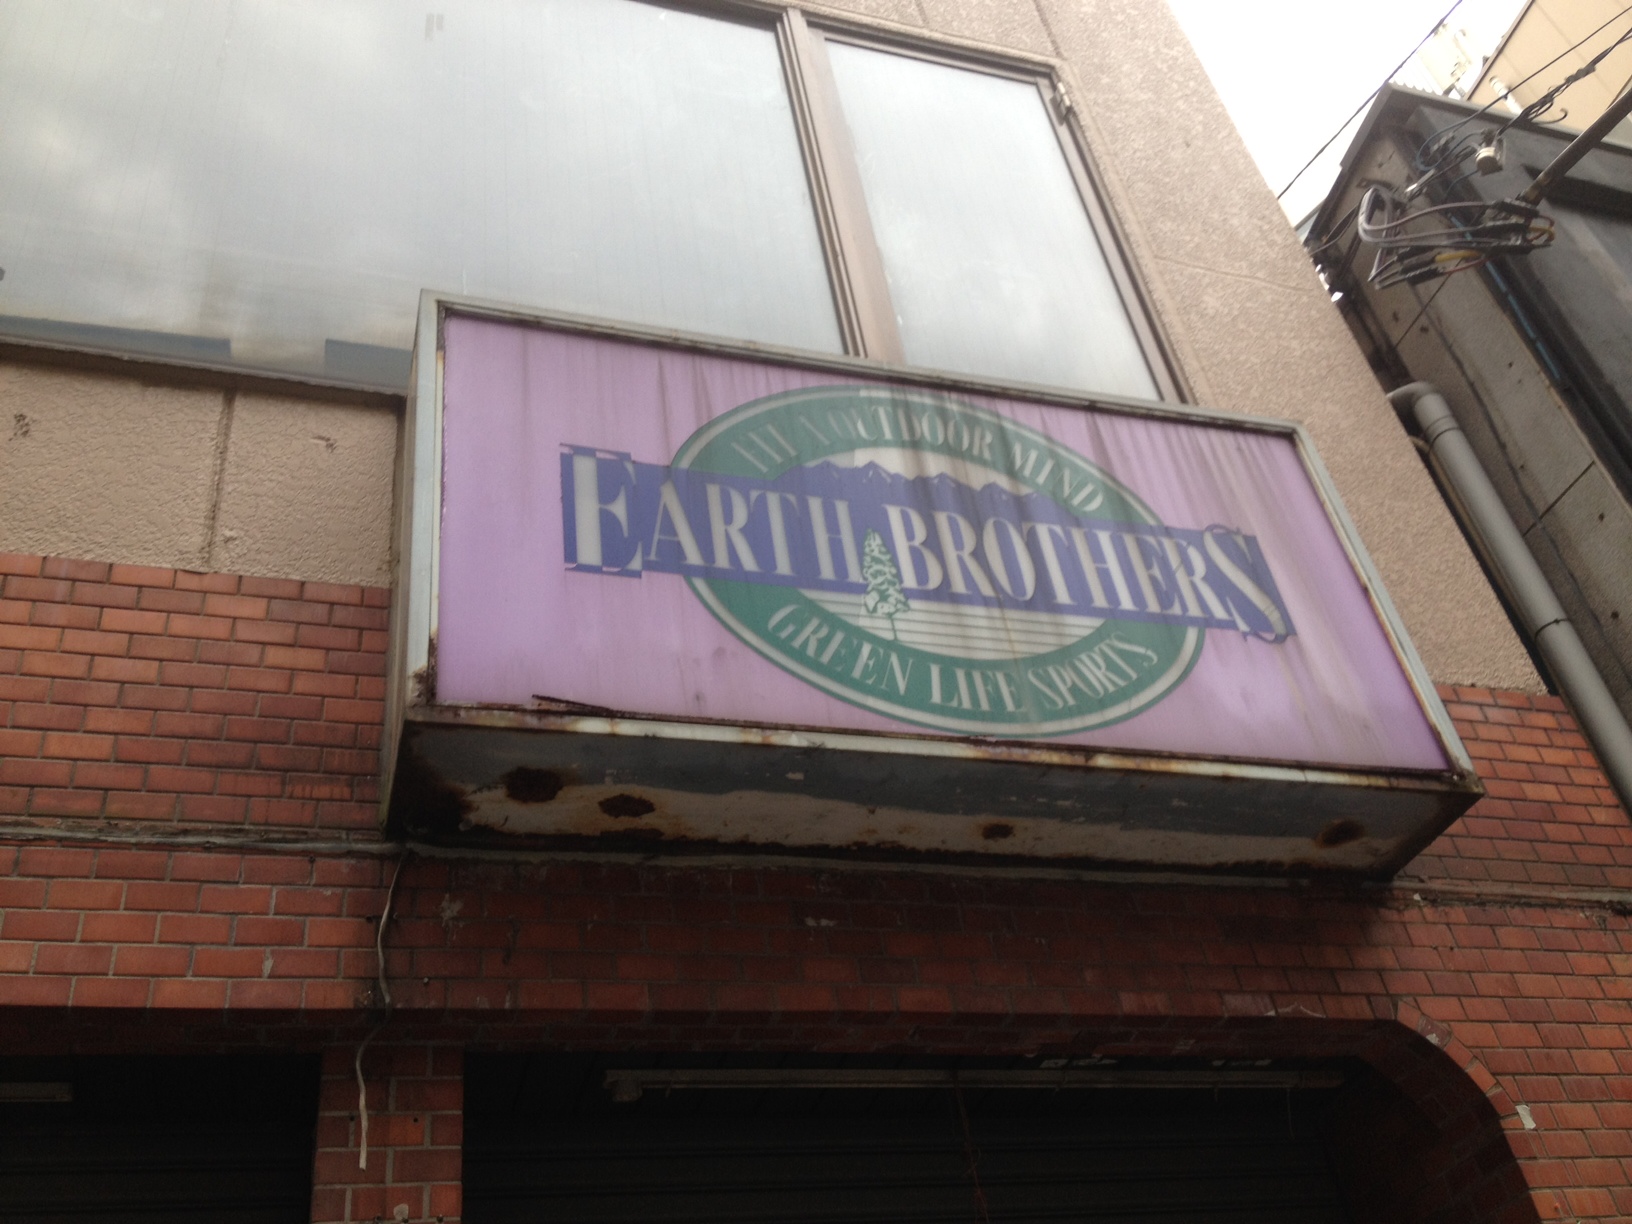 OUTDOOR MIND
EARTH BROTHERS
GREEN LIFE SPORTS